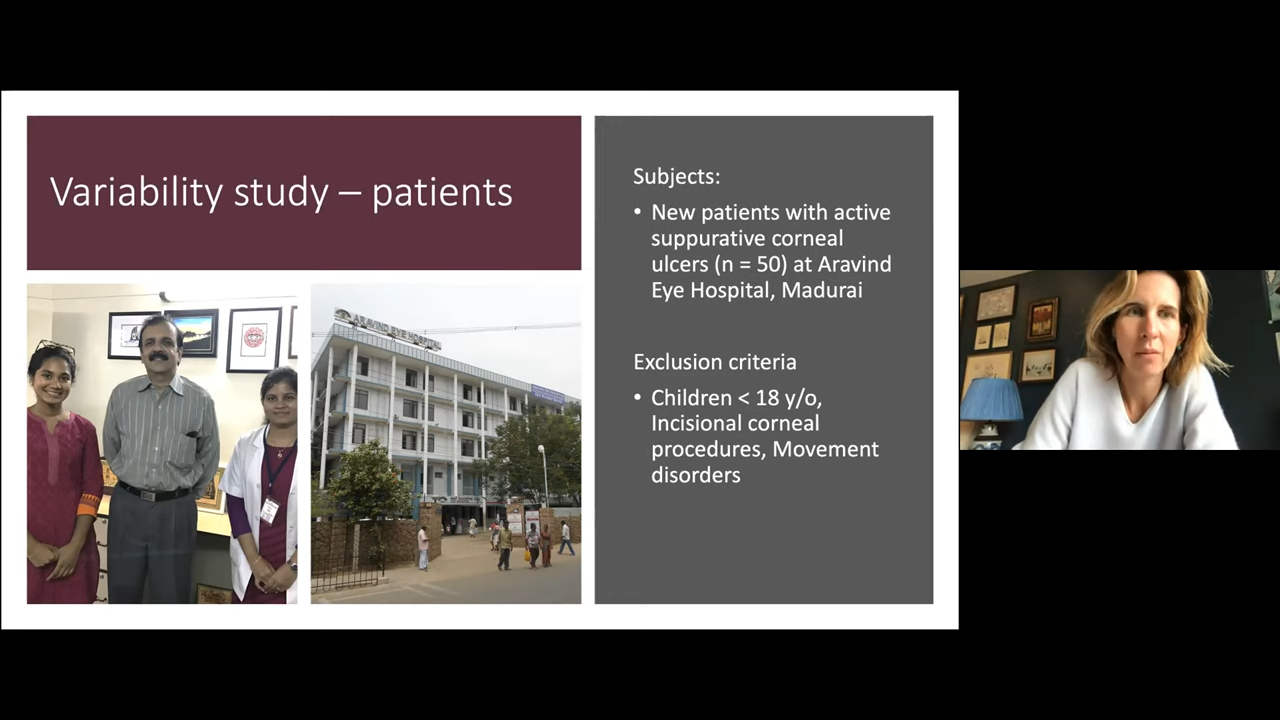 Variability study – patients
ARAVIND EYE HOSPITAL
Subjects:
• New patients with active
suppurative corneal
ulcers (n = 50) at Aravind
Eye Hospital, Madurai
Exclusion criteria
• Children < 18 y/o,
Incisional corneal
procedures, Movement
disorders